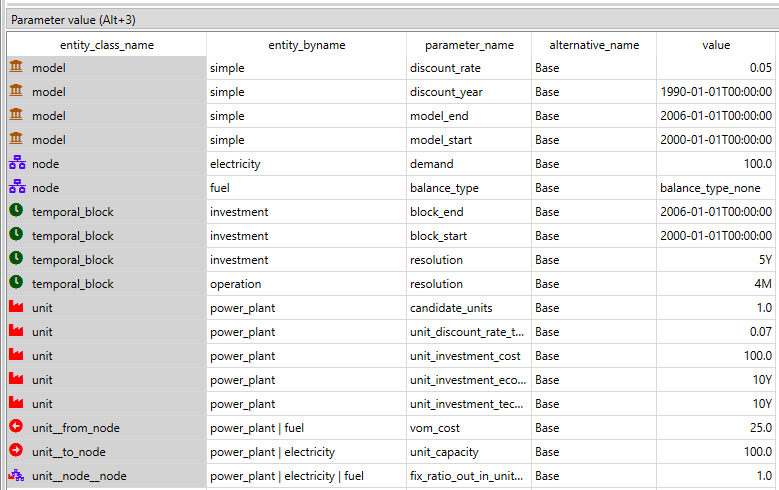 Parameter value (Alt+3)
entity_class_name entity_byname parameter_name alternative_name value
model simple discount_rate Base 0.05
model simple discount_year Base 1990-01-01T00:00:00
model simple model_end Base 2006-01-01T00:00:00
model simple model_start Base 2000-01-01T00:00:00
node electricity demand Base 100.0
node fuel balance_type Base balance_type_none
temporal_block investment block_end Base 2006-01-01T00:00:00
temporal_block investment block_start Base 2000-01-01T00:00:00
temporal_block investment resolution Base 5Y
temporal_block operation resolution Base 4M
unit power_plant candidate_units Base 1.0
unit power_plant unit_discount_rate_t... Base 0.07
unit power_plant unit_investment_cost Base 100.0
unit power_plant unit_investment_eco... Base 10Y
unit power_plant unit_investment_tec... Base 10Y
unit__from_node power_plant | fuel vom_cost Base 25.0
unit__to_node power_plant | electricity unit_capacity Base 100.0
unit__node__node power_plant | electricity | fuel fix_ratio_out_in_unit... Base 1.0